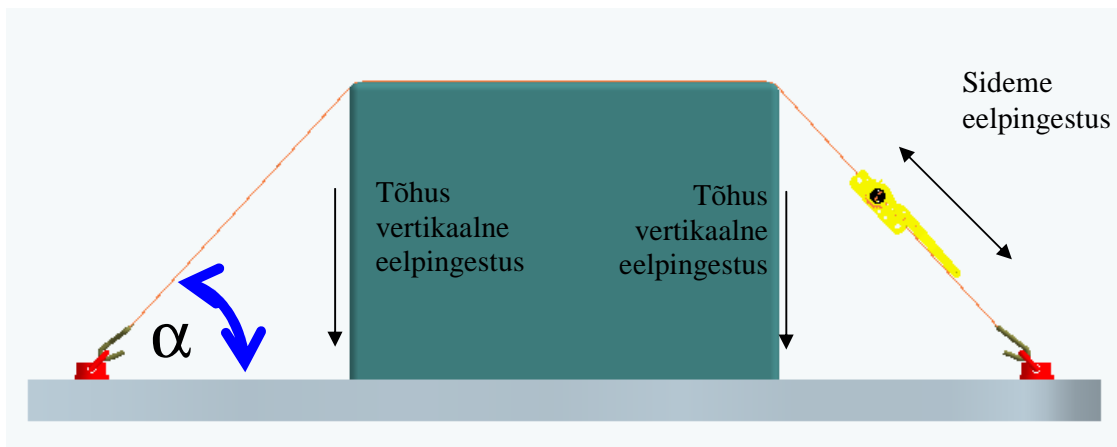 Sideme
eelpingestus
Tõhus
vertikaalne
eelpingestus
Tõhus
vertikaalne
eelpingestus
α